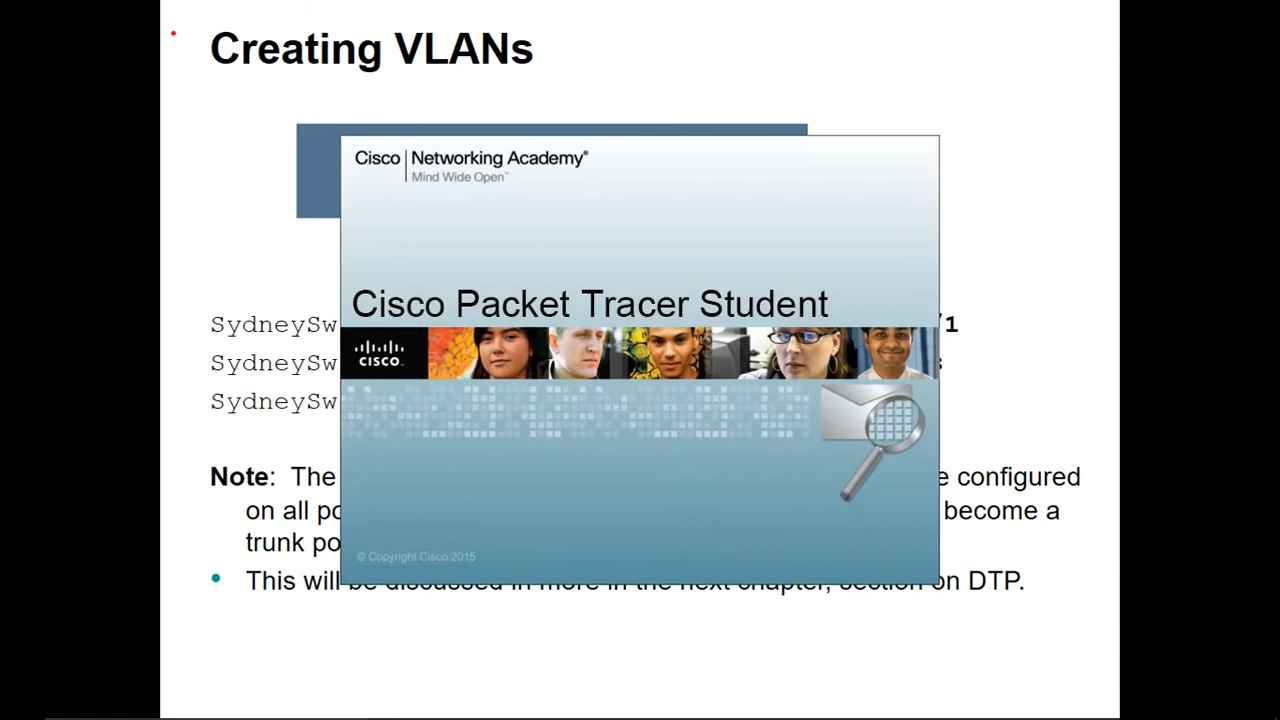 Creating VLANs
Cisco Networking Academy®
Mind Wide Open™
Cisco Packet Tracer Student
SydneySw /1
CISCO.
SydneySw
SydneySw
Note: The configured
on all become a
trunk
© Copyright Cisco 2015
• This will be discussed in more in the next chapter, section on DTP.